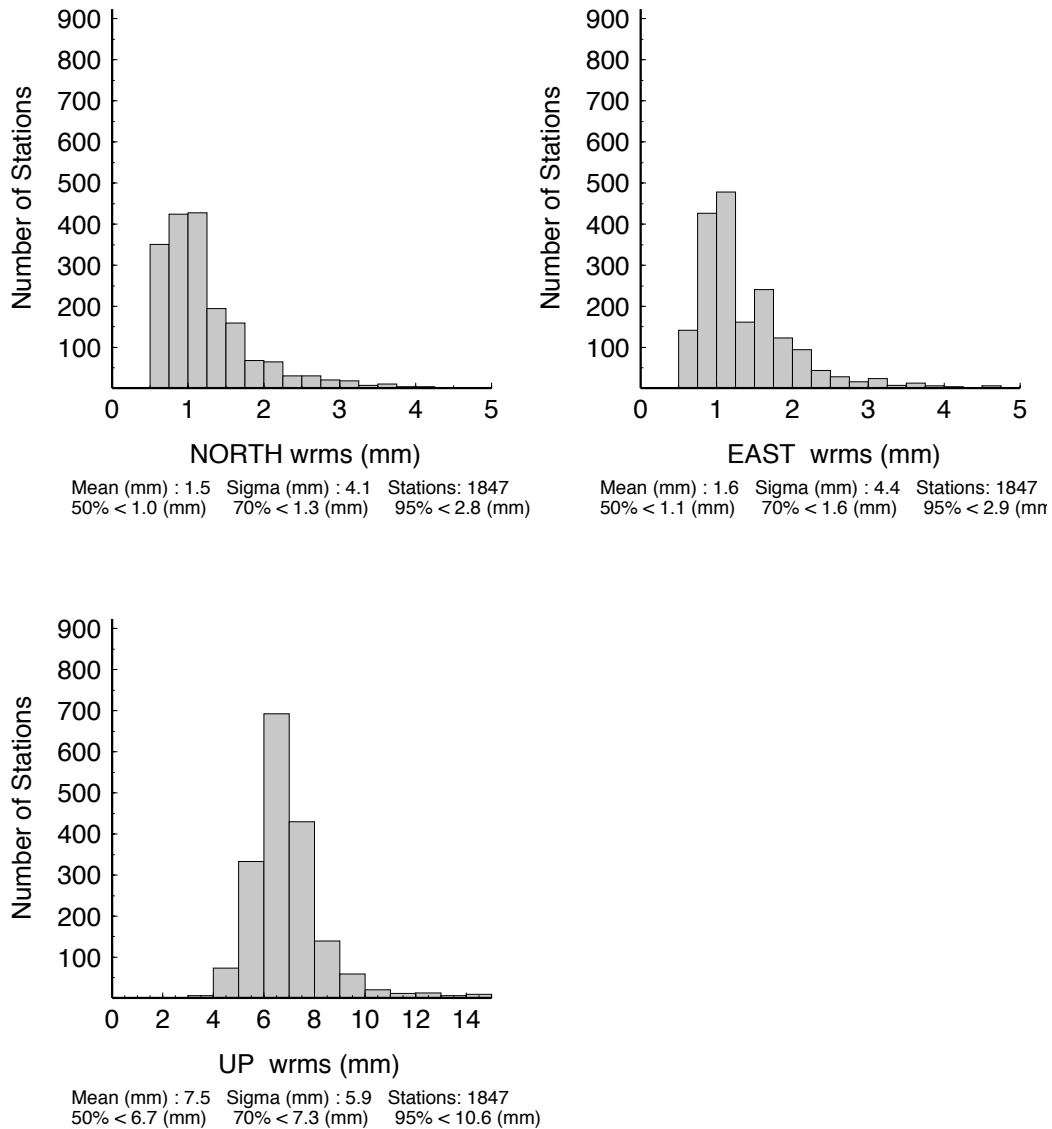 900
800
700
600
500
400
300
200
100
Number of Stations
0 1 2 3 4 5
NORTH wrms (mm)
Mean (mm) : 1.5 Sigma (mm) : 4.1 Stations: 1847
50% < 1.0 (mm) 70% < 1.3 (mm) 95% < 2.8 (mm)
900
800
700
600
500
400
300
200
100
Number of Stations
0 1 2 3 4 5
EAST wrms (mm)
Mean (mm) : 1.6 Sigma (mm) : 4.4 Stations: 1847
50% < 1.1 (mm) 70% < 1.6 (mm) 95% < 2.9 (mm
900
800
700
600
500
400
300
200
100
Number of Stations
0 2 4 6 8 10 12 14
UP wrms (mm)
Mean (mm) : 7.5 Sigma (mm) : 5.9 Stations: 1847
50% < 6.7 (mm) 70% < 7.3 (mm) 95% < 10.6 (mm)